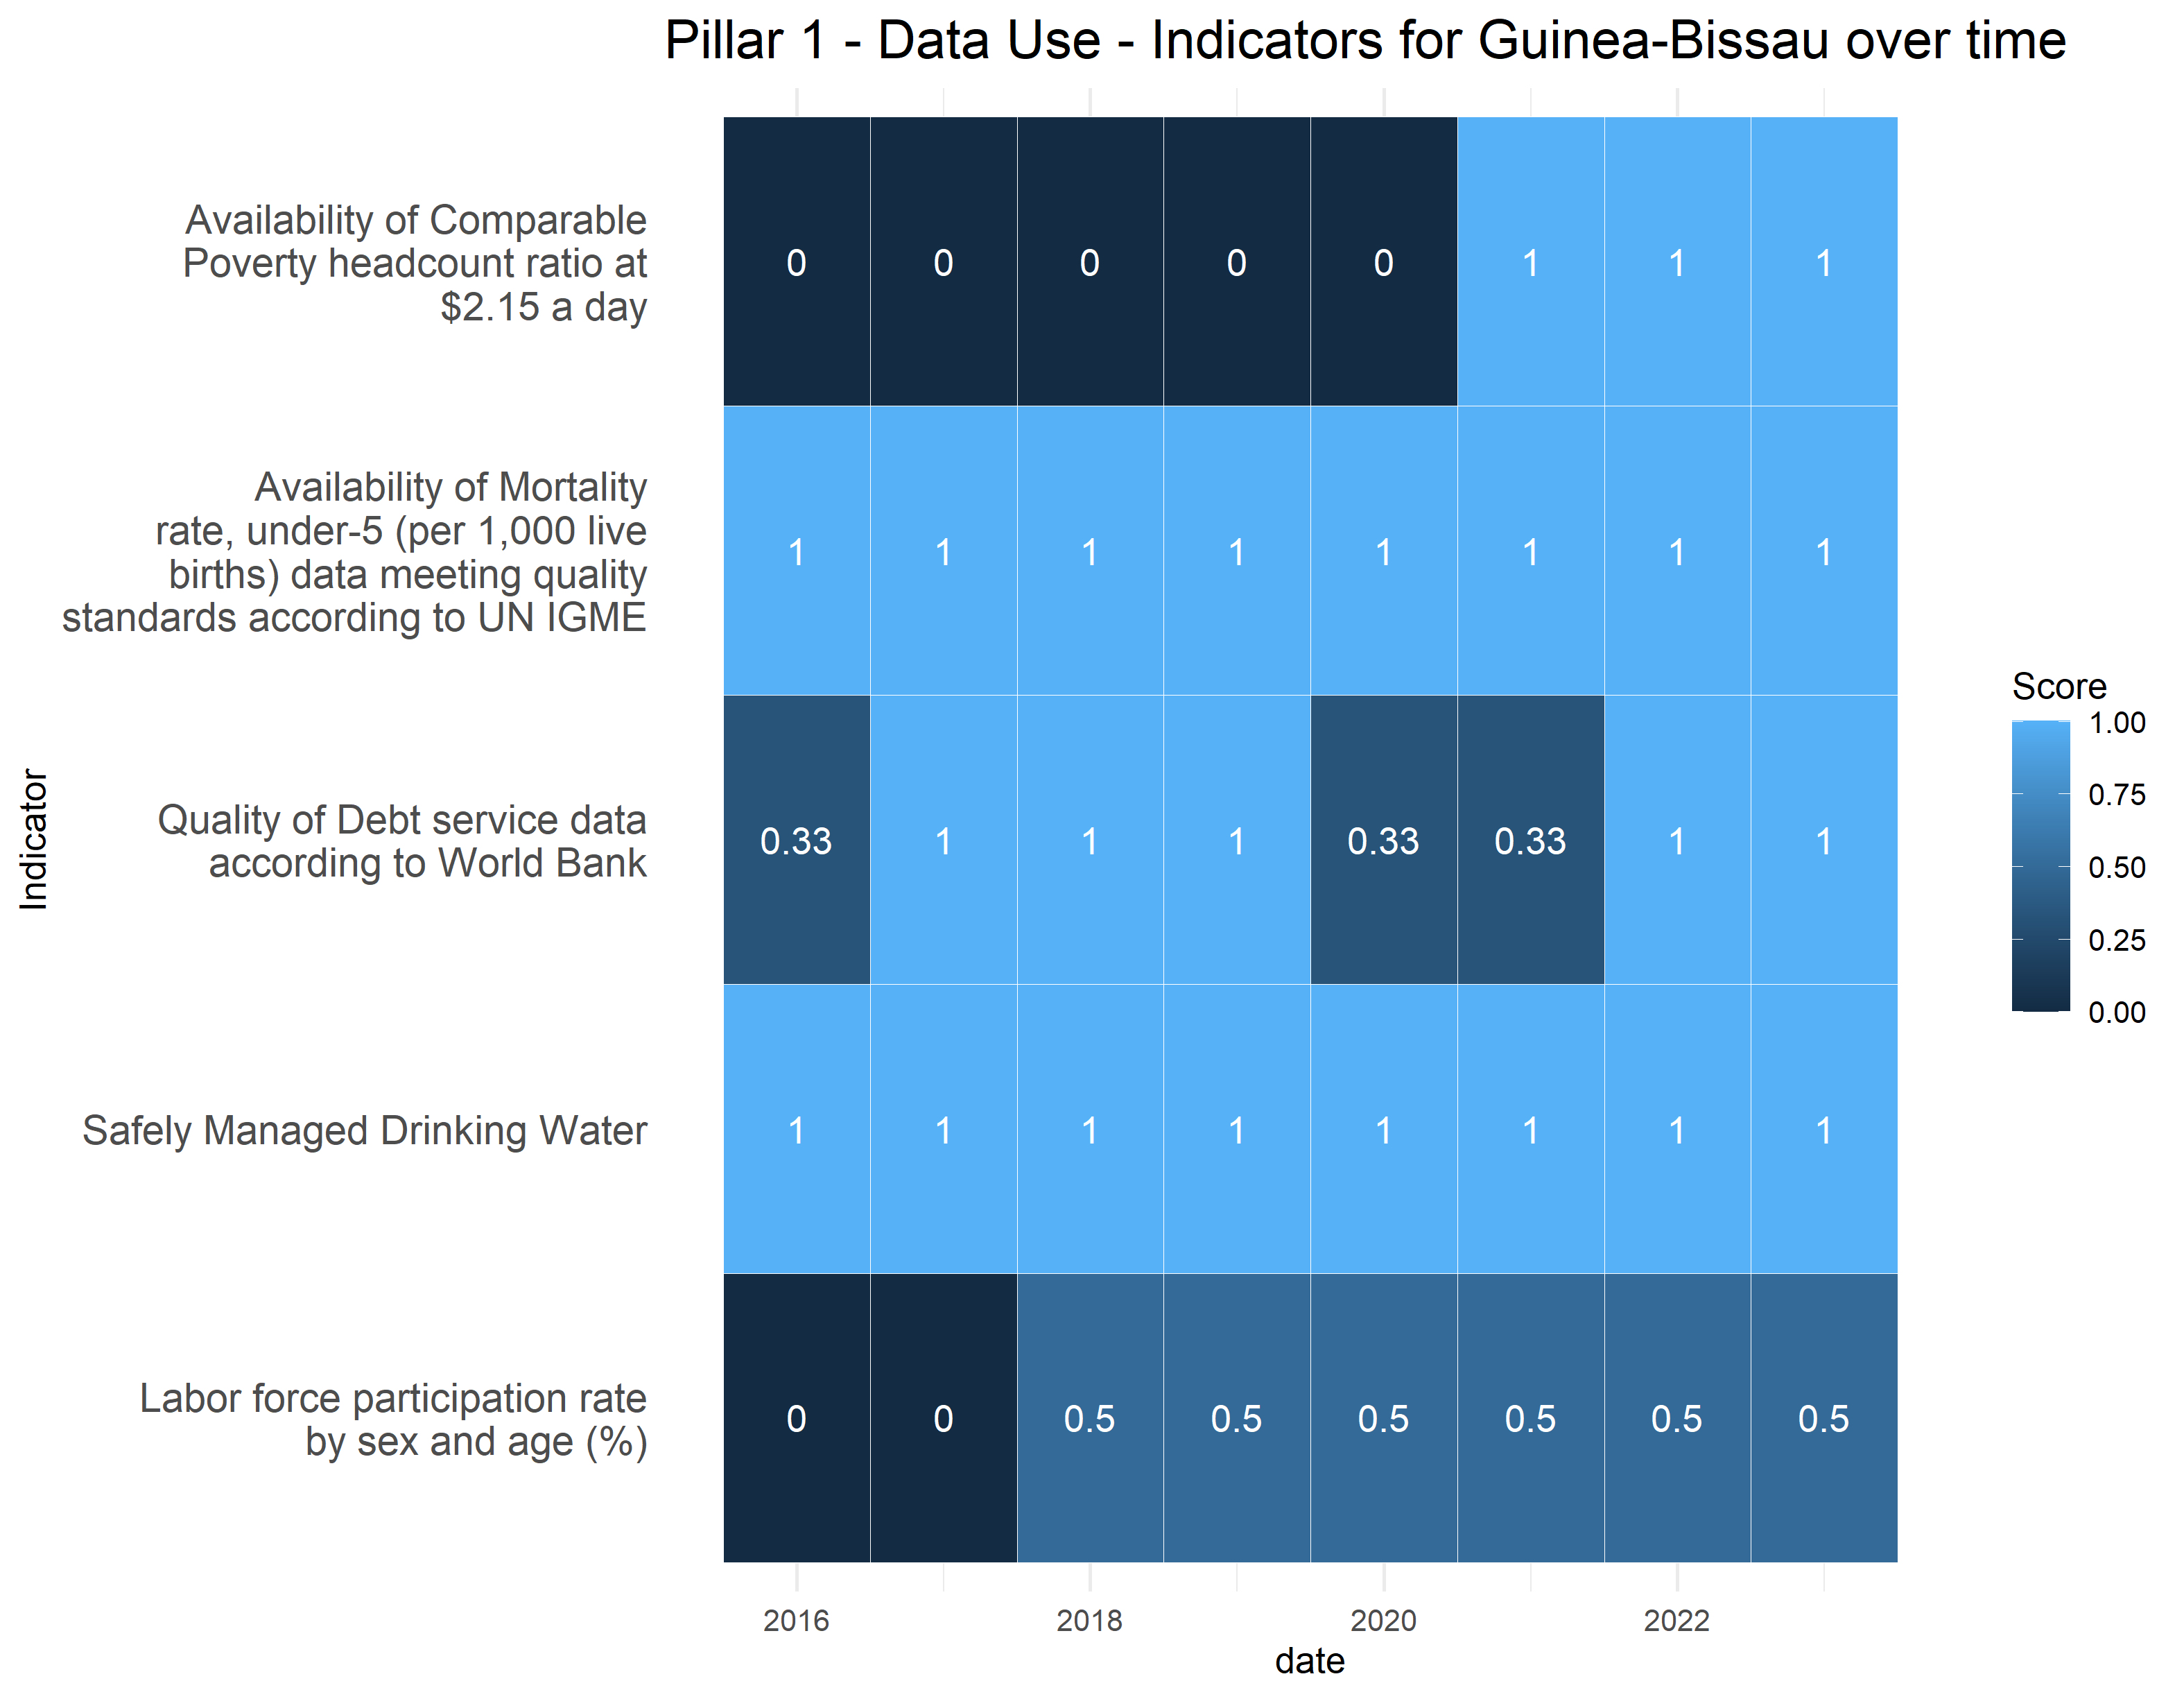 Pillar 1 - Data Use - Indicators for Guinea-Bissau over time
Indicator
Availability of Comparable
Poverty headcount ratio at
$2.15 a day
0 0 0 0 0 1 1 1
Availability of Mortality
rate, under-5 (per 1,000 live
births) data meeting quality
standards according to UN IGME
1 1 1 1 1 1 1 1
Quality of Debt service data
according to World Bank
0.33 1 1 1 0.33 0.33 1 1
Safely Managed Drinking Water
1 1 1 1 1 1 1 1
Labor force participation rate
by sex and age (%)
0 0 0.5 0.5 0.5 0.5 0.5 0.5
2016 2018 2020 2022
date
Score
1.00
0.75
0.50
0.25
0.00